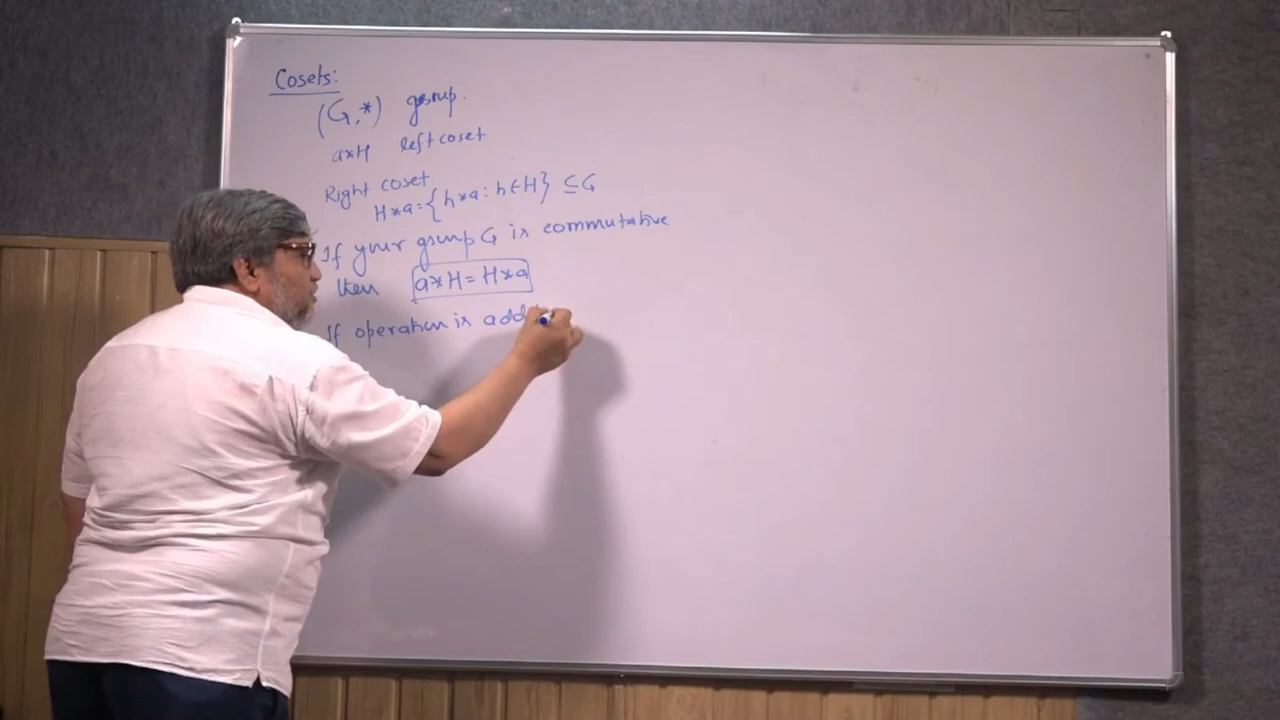 Cosets:
(G,*) group.
a*H left coset
Right coset
H*a = {h*a : h∈H} ⊆ G
If your group G is commutative
then a*H = H*a
If operation is add